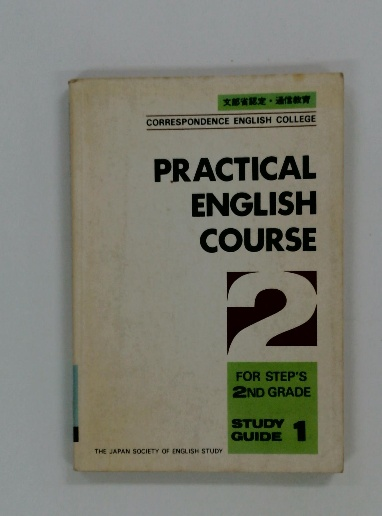 文部省認定・通信教育
CORRESPONDENCE ENGLISH COLLEGE
PRACTICAL
ENGLISH
COURSE
2
FOR STEP'S
2ND GRADE
STUDY
GUIDE 1
THE JAPAN SOCIETY OF ENGLISH STUDY